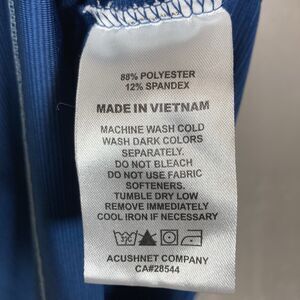 88% POLYESTER
12% SPANDEX
MADE IN VIETNAM
MACHINE WASH COLD
WASH DARK COLORS
SEPARATELY.
DO NOT BLEACH
DO NOT USE FABRIC
SOFTENERS.
TUMBLE DRY LOW
REMOVE IMMEDIATELY
COOL IRON IF NECESSARY
ACUSHNET COMPANY
CA#28544